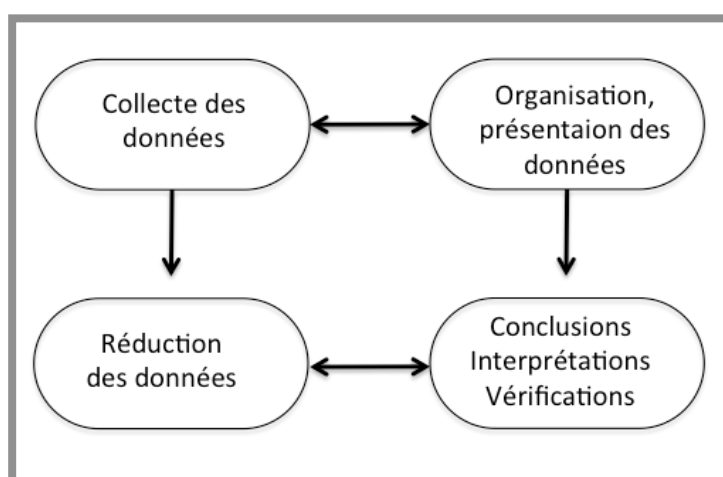 Collecte des
données
Organisation,
présentaion des
données
Réduction
des données
Conclusions
Interprétations
Vérifications